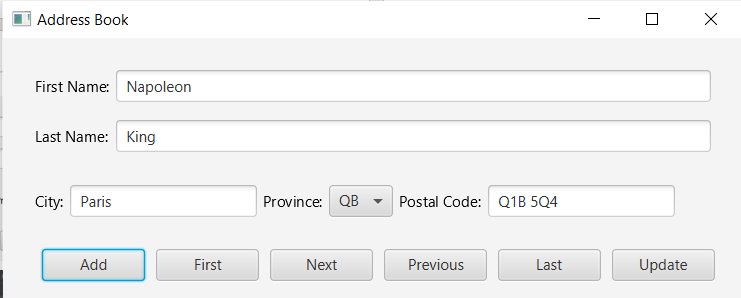 Address Book
First Name: Napoleon
Last Name: King
City: Paris Province: QB Postal Code: Q1B 5Q4
Add First Next Previous Last Update